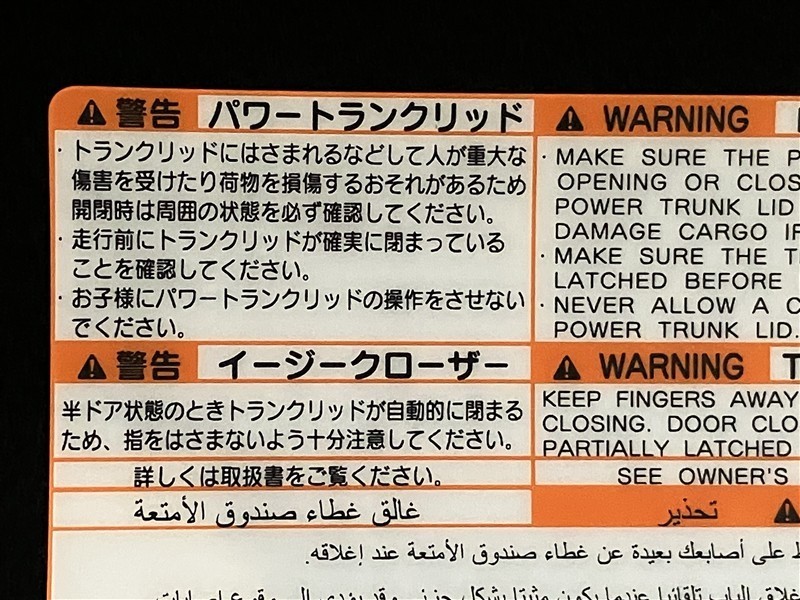 警告 パワートランクリッド
・トランクリッドにはさまれるなどして人が重大な
傷害を受けたり荷物を損傷するおそれがあるため
開閉時は周囲の状態を必ず確認してください。
・走行前にトランクリッドが確実に閉まっている
ことを確認してください。
・お子様にパワートランクリッドの操作をさせない
でください。
WARNING
・MAKE SURE THE
OPENING OR
POWER TRUNK LID
DAMAGE CARGO
・MAKE SURE THE
LATCHED BEFORE
・NEVER ALLOW A
POWER TRUNK LID.
警告 イージークローザー
半ドア状態のときトランクリッドが自動的に閉まる
ため、指をはさまないよう十分注意してください。
WARNING
KEEP FINGERS AWAY
CLOSING. DOOR
PARTIALLY LATCHED
詳しくは取扱書をご覧ください。
SEE OWNER'S
غالق غطاء صندوق الأمتعة
تحذير
على أصابعك بعيدة عن غطاء صندوق الأمتعة عند إغلاقه.